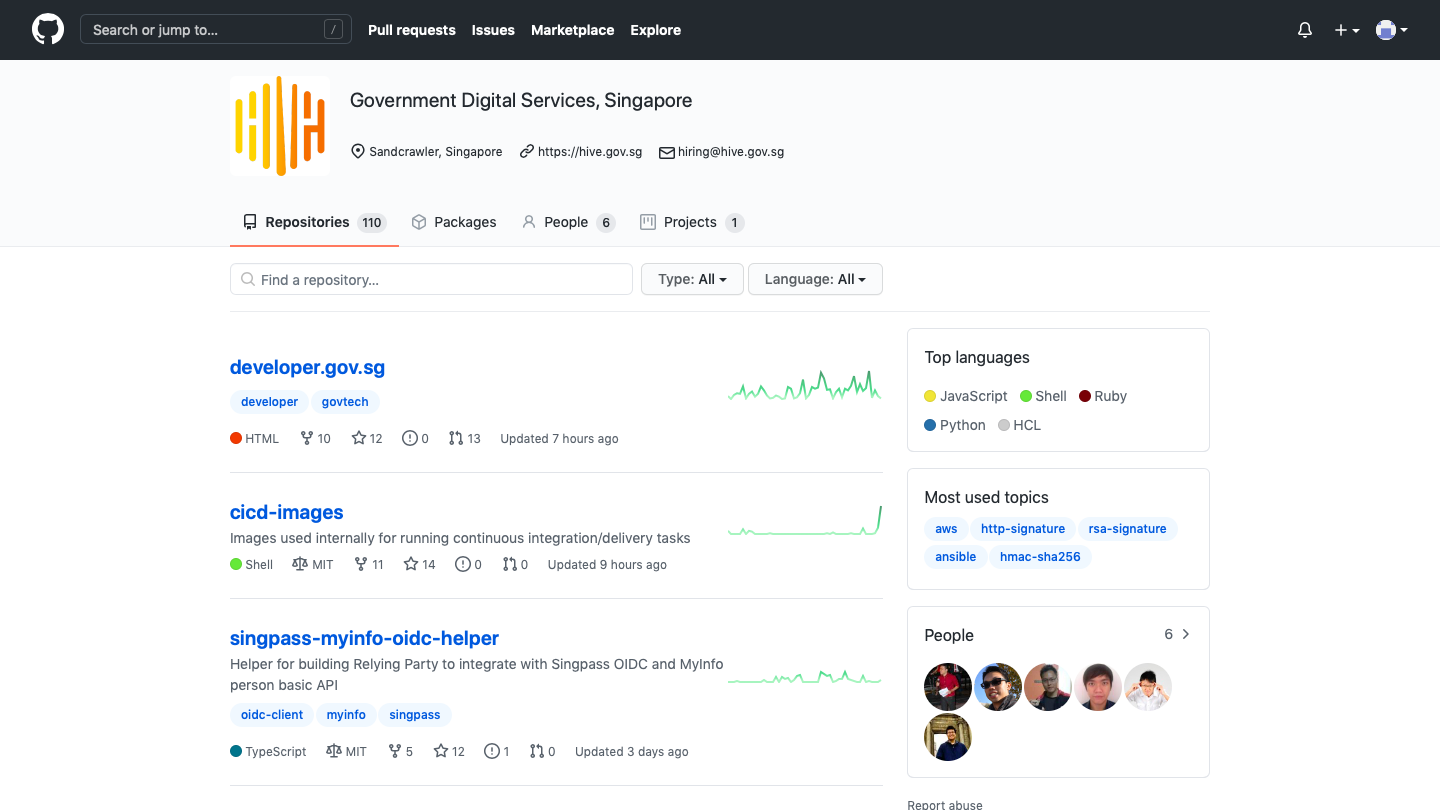 Search or jump to...
/
Pull requests
Issues
Marketplace
Explore
Government Digital Services, Singapore
Sandcrawler, Singapore
https://hive.gov.sg
hiring@hive.gov.sg
Repositories 110
Packages
People 6
Projects 1
Find a repository...
Type: All
Language: All
developer.gov.sg
developer govtech
HTML 10 12 0 13 Updated 7 hours ago
cicd-images
Images used internally for running continuous integration/delivery tasks
Shell MIT 11 14 0 0 Updated 9 hours ago
singpass-myinfo-oidc-helper
Helper for building Relying Party to integrate with Singpass OIDC and MyInfo
person basic API
oidc-client myinfo singpass
TypeScript MIT 5 12 1 0 Updated 3 days ago
Top languages
JavaScript Shell Ruby
Python HCL
Most used topics
aws http-signature rsa-signature
ansible hmac-sha256
People 6
Report abuse